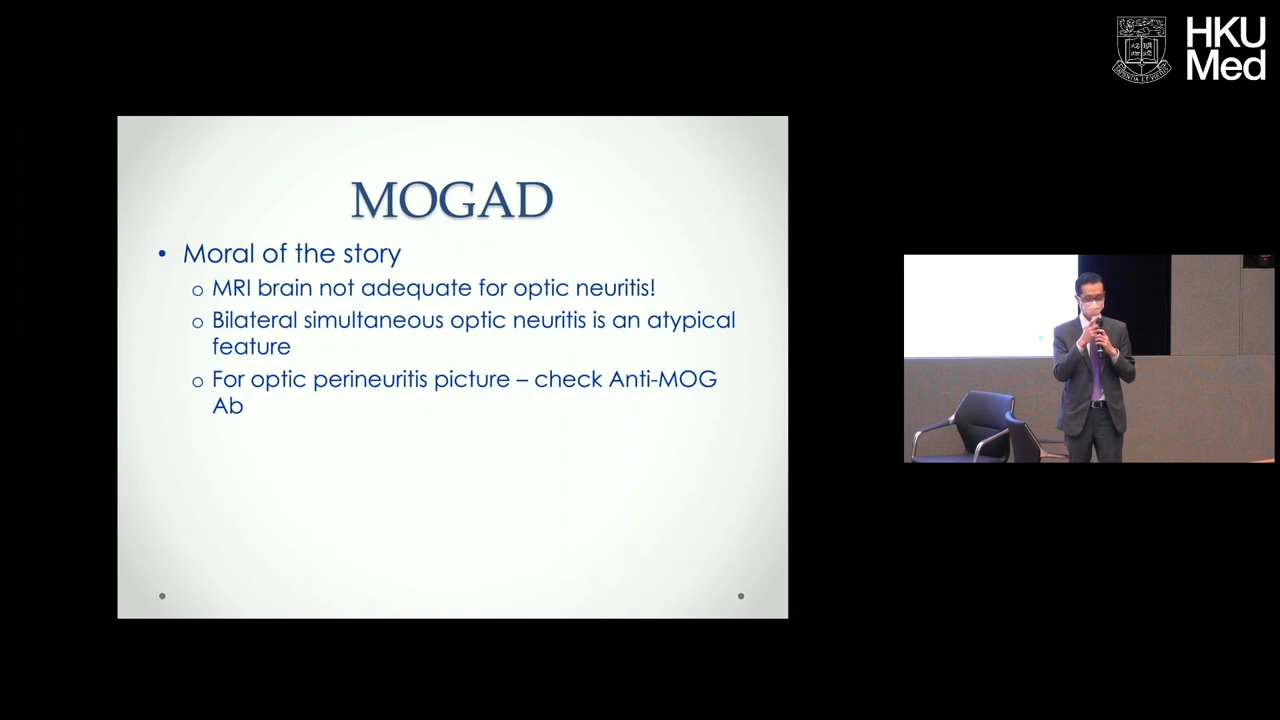 HKU
Med
MOGAD
• Moral of the story
o MRI brain not adequate for optic neuritis!
o Bilateral simultaneous optic neuritis is an atypical
feature
o For optic perineuritis picture – check Anti-MOG
Ab